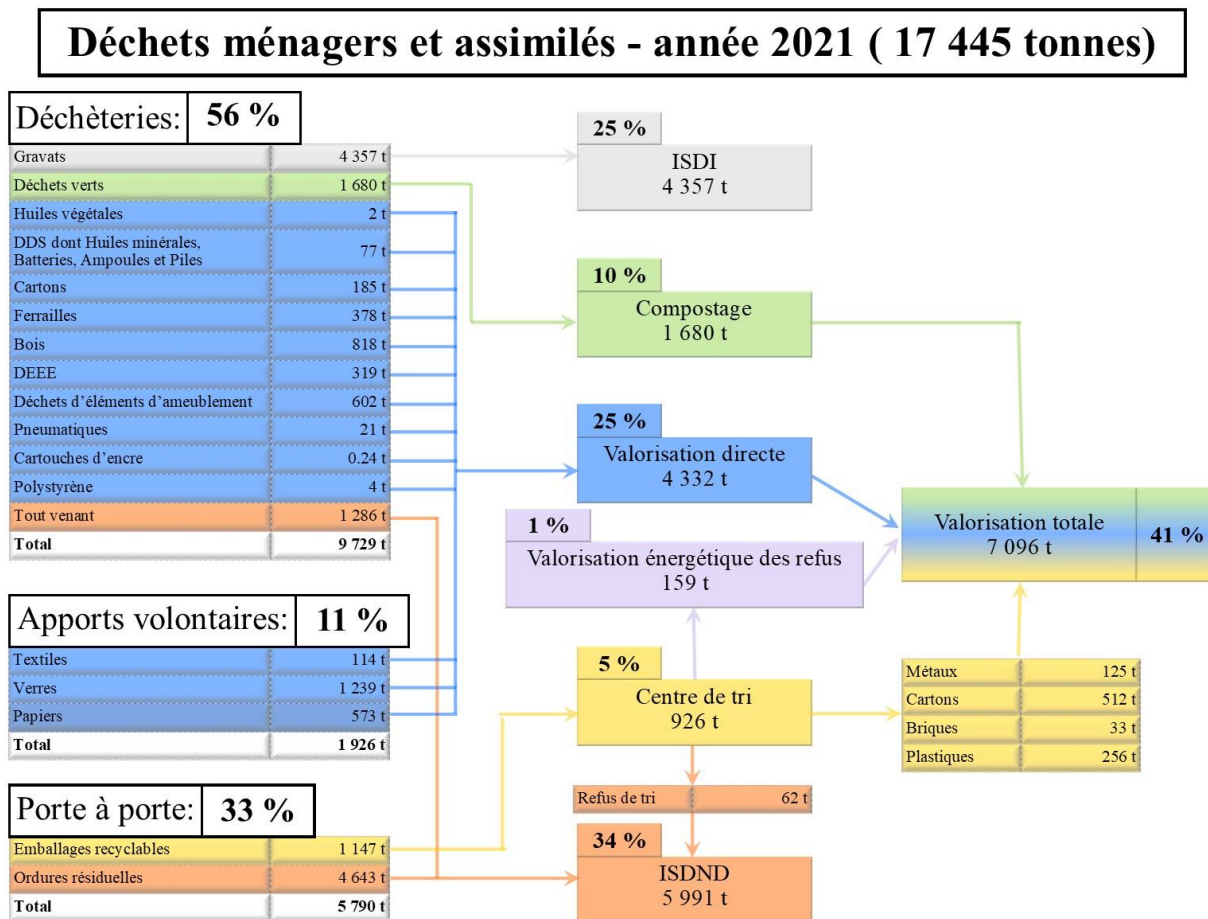 Déchets ménagers et assimilés - année 2021 ( 17 445 tonnes)
Déchèteries: 56 %
Gravats 4 357 t
Déchets verts 1 680 t
Huiles végétales 2 t
DDS dont Huiles minérales,
Batteries, Ampoules et Piles 77 t
Cartons 185 t
Ferrailles 378 t
Bois 818 t
DEEE 319 t
Déchets d'éléments d'ameublement 602 t
Pneumatiques 21 t
Cartouches d'encre 0.24 t
Polystyrène 4 t
Tout venant 1 286 t
Total 9 729 t
Apports volontaires: 11 %
Textiles 114 t
Verres 1 239 t
Papiers 573 t
Total 1 926 t
Porte à porte: 33 %
Emballages recyclables 1 147 t
Ordures résiduelles 4 643 t
Total 5 790 t
25 %
ISDI
4 357 t
10 %
Compostage
1 680 t
25 %
Valorisation directe
4 332 t
1 %
Valorisation énergétique des refus
159 t
5 %
Centre de tri
926 t
Refus de tri 62 t
34 %
ISDND
5 991 t
Valorisation totale
7 096 t
41 %
Métaux 125 t
Cartons 512 t
Briques 33 t
Plastiques 256 t